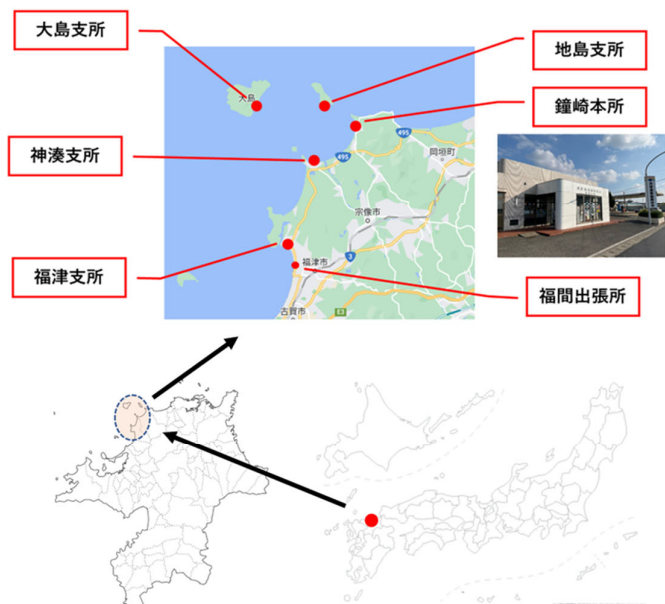 大島支所
地島支所
大島
鐘崎本所
495
岡垣町
神湊支所
495
宗像市
3
福津支所
福津市
福間出張所
古賀市
E3